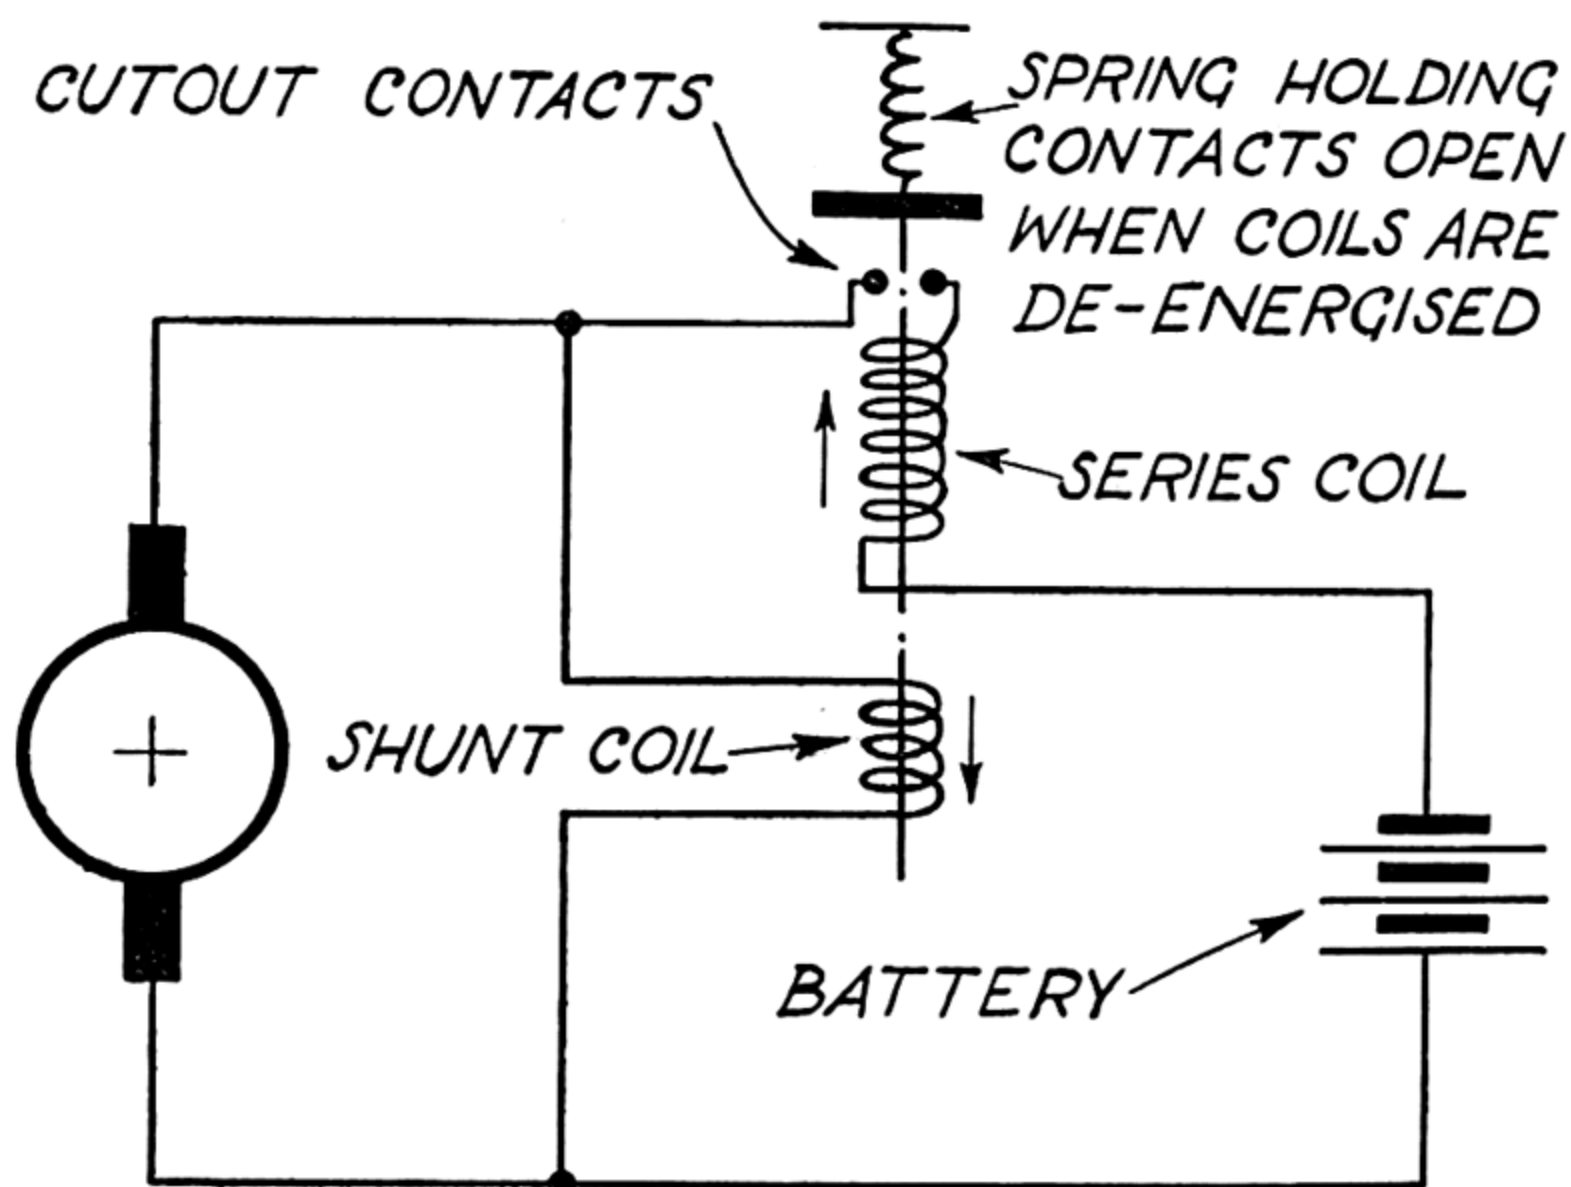 CUTOUT CONTACTS
SPRING HOLDING
CONTACTS OPEN
WHEN COILS ARE
DE-ENERGISED
SERIES COIL
SHUNT COIL
BATTERY